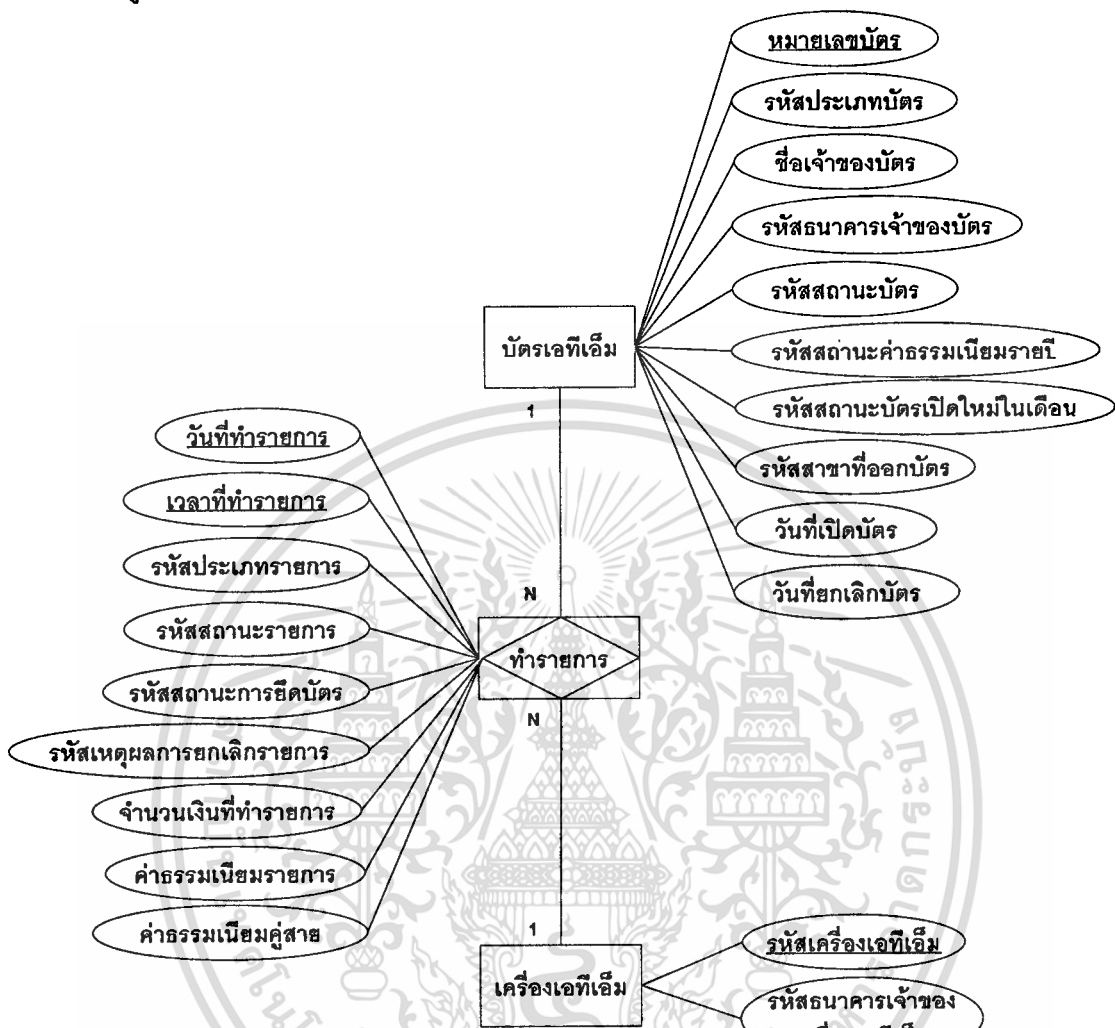 หมายเลขบัตร
รหัสประเภทบัตร
ชื่อเจ้าของบัตร
รหัสธนาคารเจ้าของบัตร
รหัสสถานะบัตร
บัตรเอทีเอ็ม
รหัสสถานะค่าธรรมเนียมรายปี
รหัสสถานะบัตรเปิดใหม่ในเดือน
1
วันที่ทำรายการ
รหัสสาขาที่ออกบัตร
เวลาที่ทำรายการ
วันที่เปิดบัตร
รหัสประเภทรายการ
วันที่ยกเลิกบัตร
N
รหัสสถานะรายการ
ทำรายการ
รหัสสถานะการยึดบัตร
N
รหัสเหตุผลการยกเลิกรายการ
จำนวนเงินที่ทำรายการ
ค่าธรรมเนียมรายการ
ค่าธรรมเนียมคู่สาย
1
รหัสเครื่องเอทีเอ็ม
เครื่องเอทีเอ็ม
รหัสธนาคารเจ้าของ